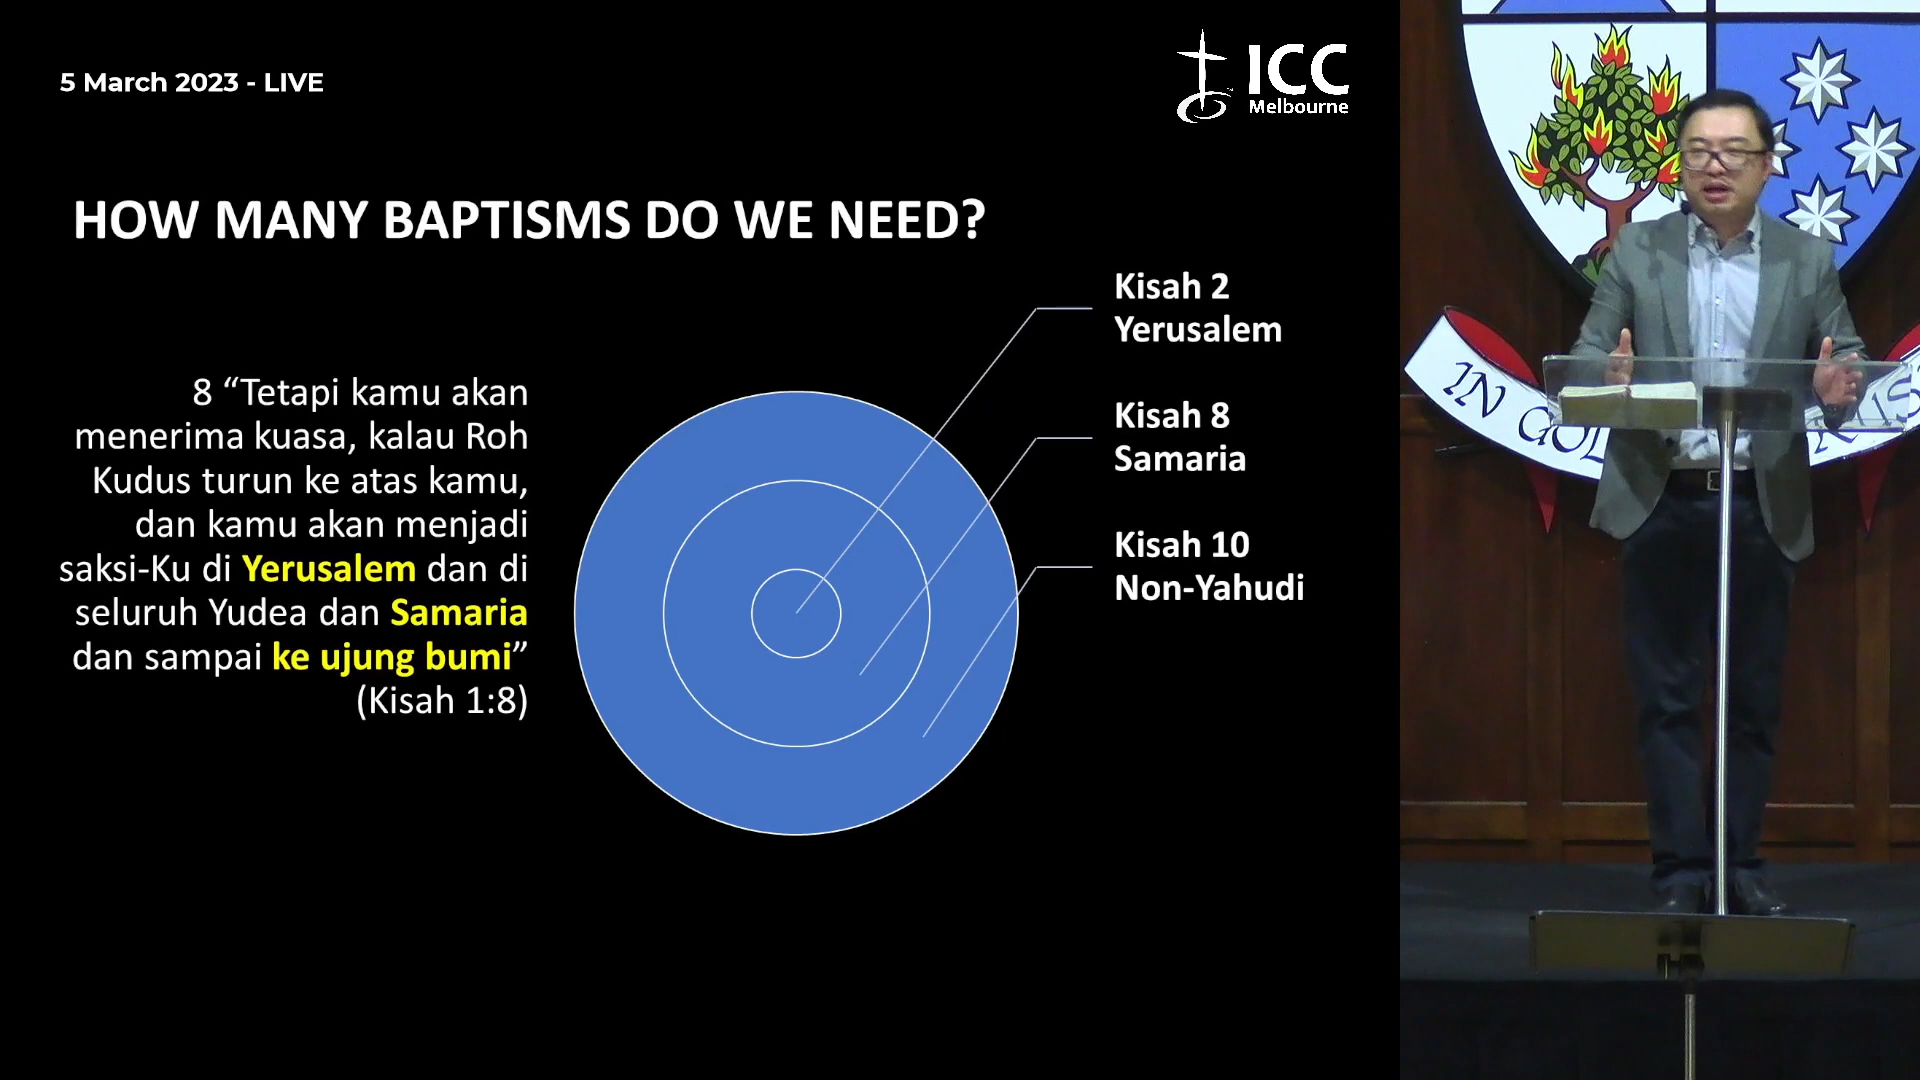 5 March 2023 - LIVE
ICC
Melbourne
HOW MANY BAPTISMS DO WE NEED?
8 “Tetapi kamu akan
menerima kuasa, kalau Roh
Kudus turun ke atas kamu,
dan kamu akan menjadi
saksi-Ku di Yerusalem dan di
seluruh Yudea dan Samaria
dan sampai ke ujung bumi”
(Kisah 1:8)
Kisah 2
Yerusalem
Kisah 8
Samaria
Kisah 10
Non-Yahudi
IN